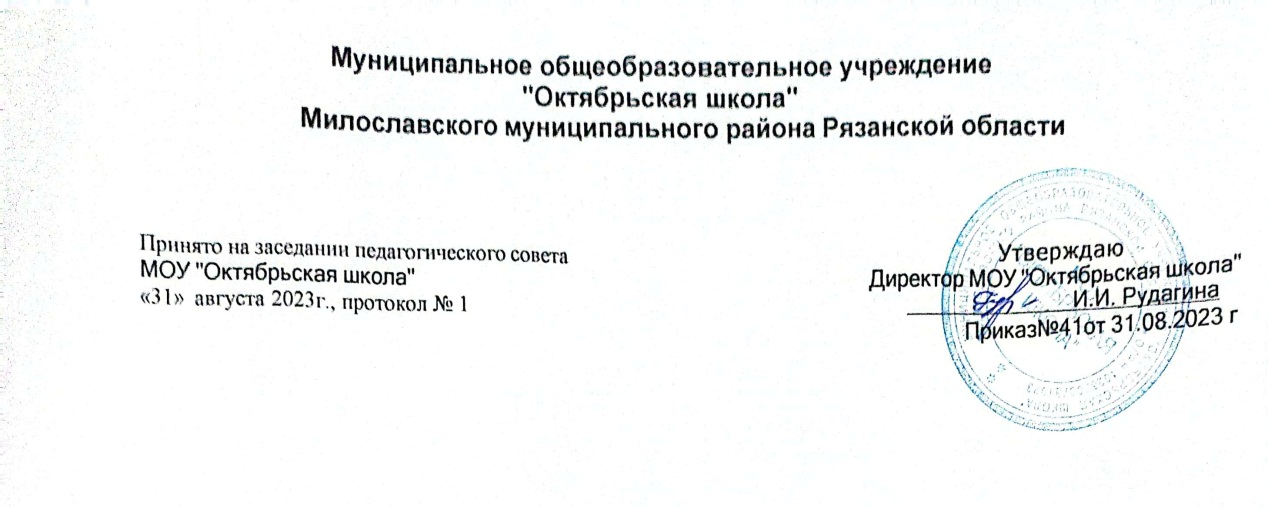 Муниципальное общеобразовательное учреждение
"Октябрьская школа"
Милославского муниципального района Рязанской области
Принято на заседании педагогического совета
МОУ "Октябрьская школа"
«31» августа 2023г., протокол № 1
Утверждаю
Директор МОУ "Октябрьская школа"
И.И. Рудагина
Приказ№41от 31.08.2023 г